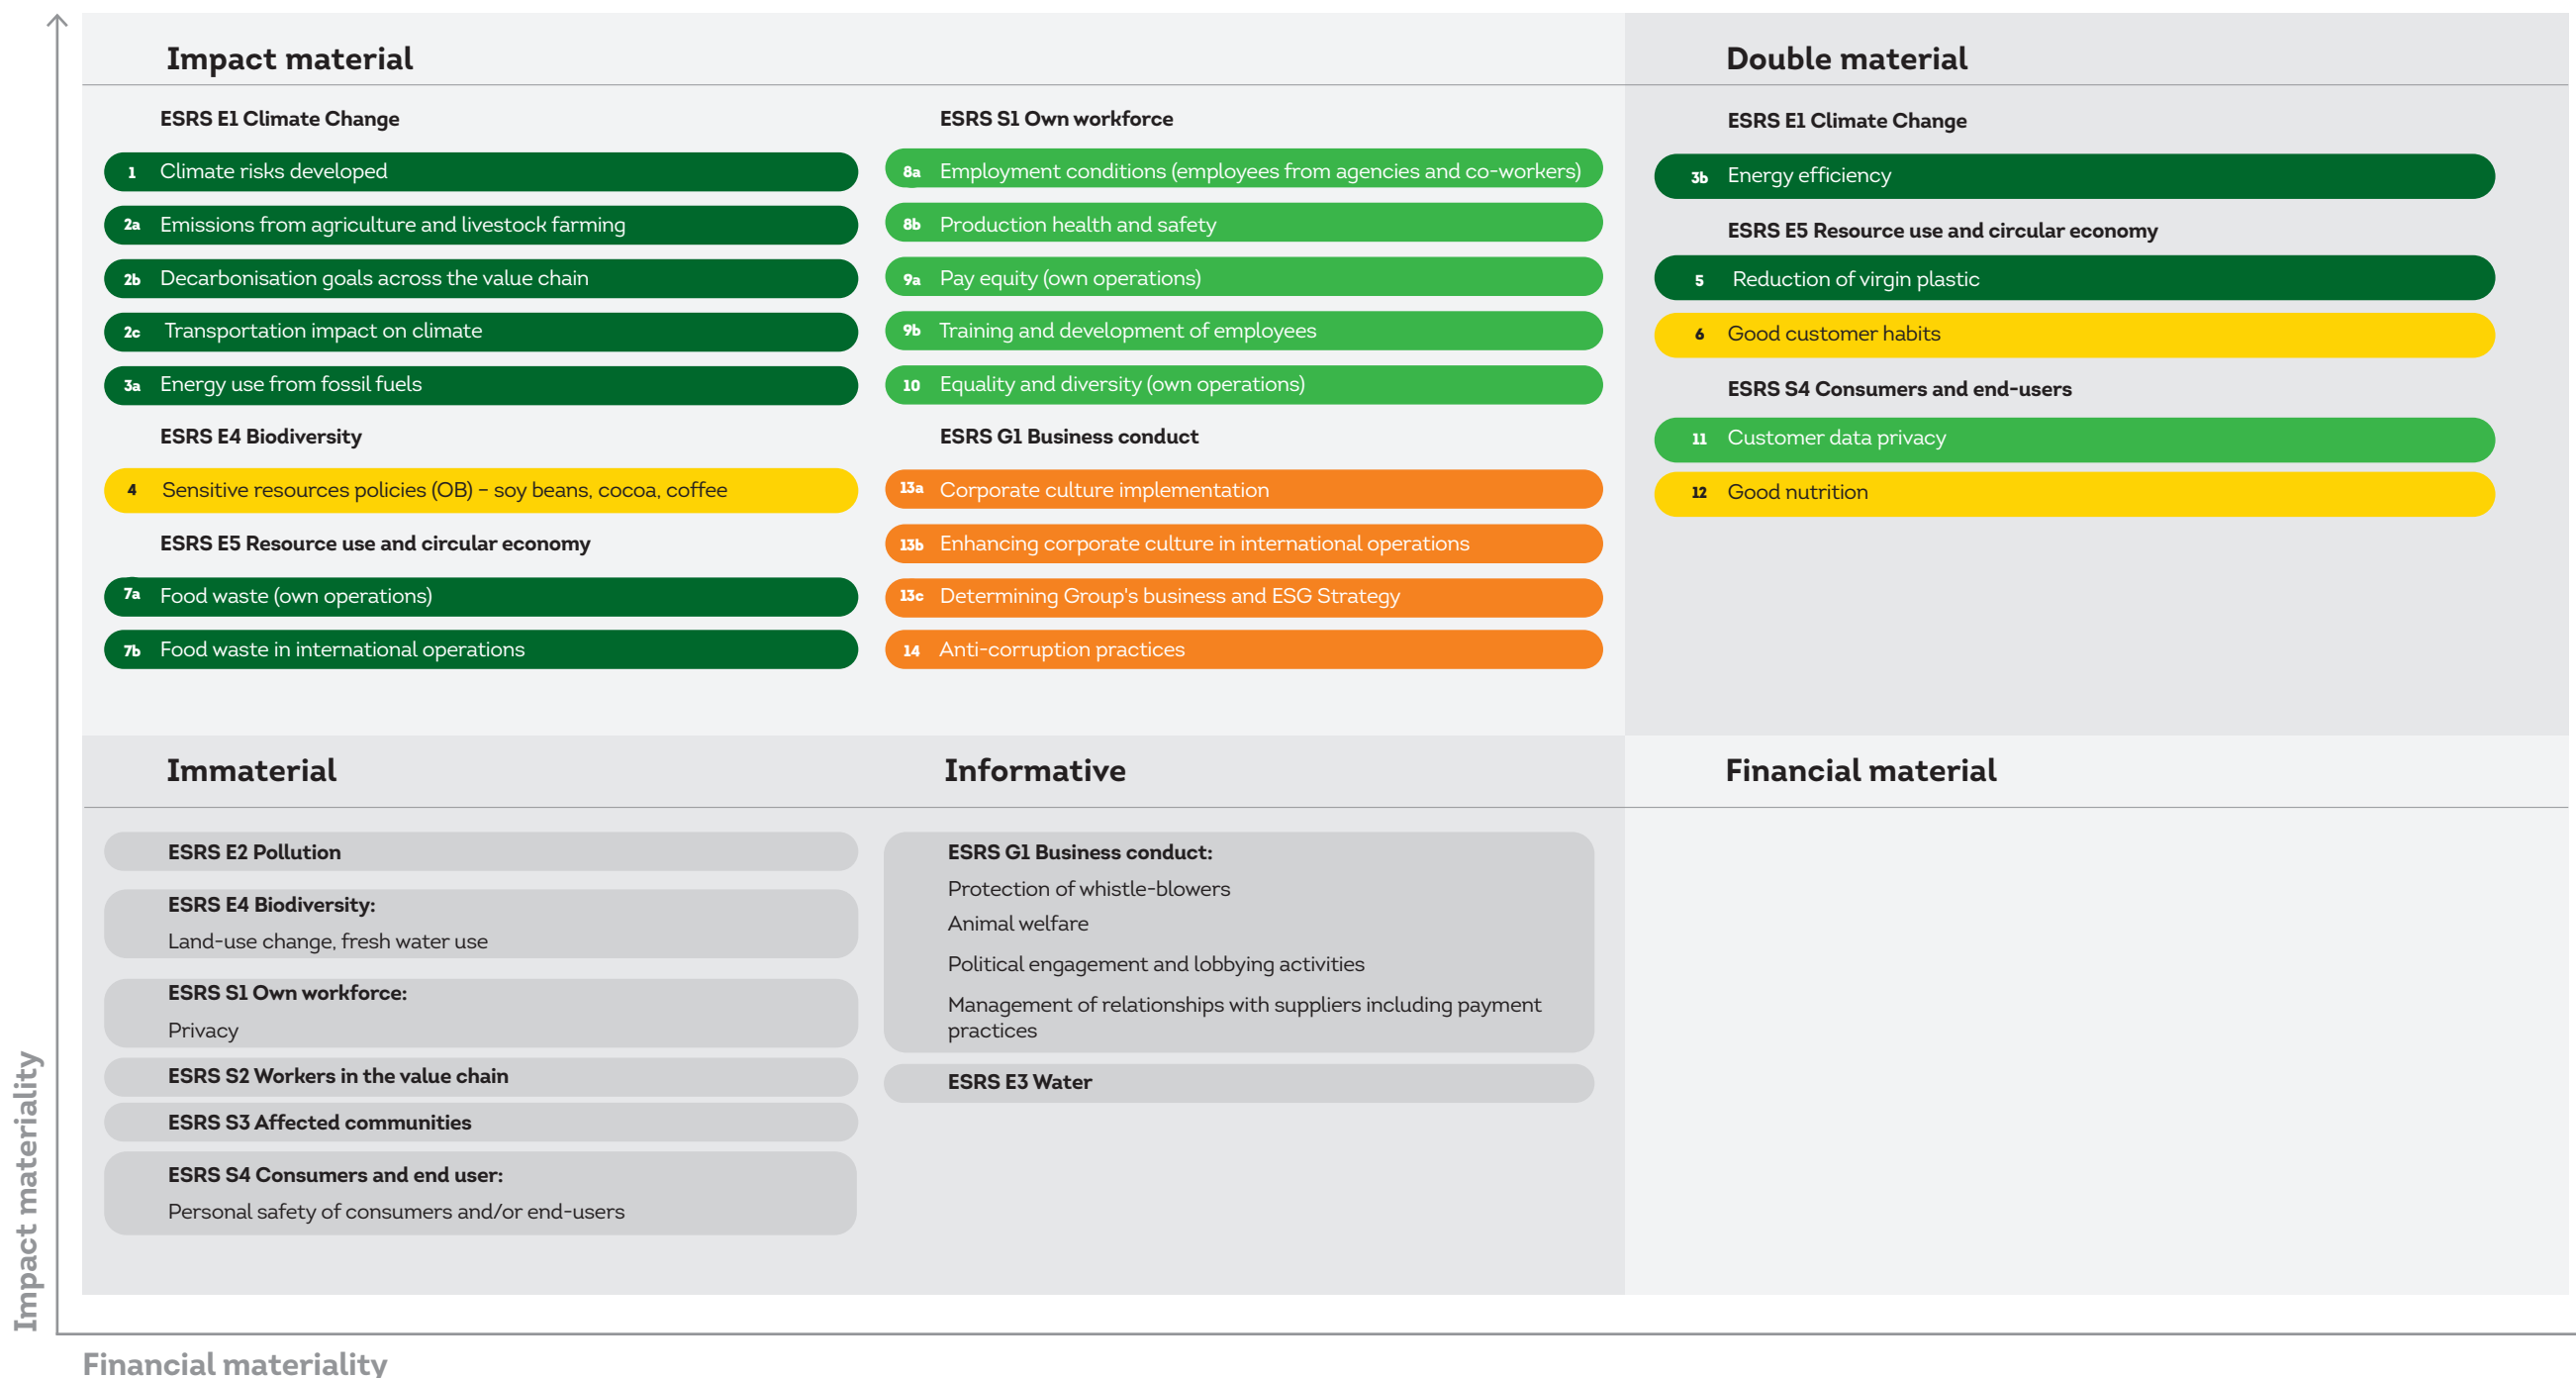 Impact material
ESRS E1 Climate Change
1 Climate risks developed
2a Emissions from agriculture and livestock farming
2b Decarbonisation goals across the value chain
2c Transportation impact on climate
3a Energy use from fossil fuels
ESRS E4 Biodiversity
4 Sensitive resources policies (OB) – soy beans, cocoa, coffee
ESRS E5 Resource use and circular economy
7a Food waste (own operations)
7b Food waste in international operations
ESRS S1 Own workforce
8a Employment conditions (employees from agencies and co-workers)
8b Production health and safety
9a Pay equity (own operations)
9b Training and development of employees
10 Equality and diversity (own operations)
ESRS G1 Business conduct
13a Corporate culture implementation
13b Enhancing corporate culture in international operations
13c Determining Group's business and ESG Strategy
14 Anti-corruption practices
Double material
ESRS E1 Climate Change
3b Energy efficiency
ESRS E5 Resource use and circular economy
5 Reduction of virgin plastic
6 Good customer habits
ESRS S4 Consumers and end-users
11 Customer data privacy
12 Good nutrition
Immaterial
ESRS E2 Pollution
ESRS E4 Biodiversity:
Land-use change, fresh water use
ESRS S1 Own workforce:
Privacy
ESRS S2 Workers in the value chain
ESRS S3 Affected communities
ESRS S4 Consumers and end user:
Personal safety of consumers and/or end-users
Informative
ESRS G1 Business conduct:
Protection of whistle-blowers
Animal welfare
Political engagement and lobbying activities
Management of relationships with suppliers including payment
practices
ESRS E3 Water
Financial material
Impact materiality
Financial materiality